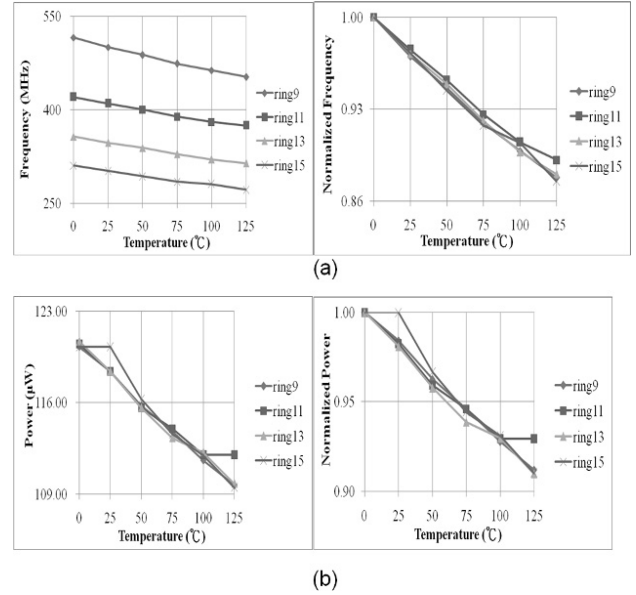 550
400
250
Frequency (MHz)
0 25 50 75 100 125
Temperature (℃)
ring9
ring11
ring13
ring15
1.00
0.93
0.86
Normalized Frequency
0 25 50 75 100 125
Temperature (℃)
ring9
ring11
ring13
ring15
(a)
123.00
116.00
109.00
Power (μW)
0 25 50 75 100 125
Temperature (℃)
ring9
ring11
ring13
ring15
1.00
0.95
0.90
Normalized Power
0 25 50 75 100 125
Temperature (℃)
ring9
ring11
ring13
ring15
(b)